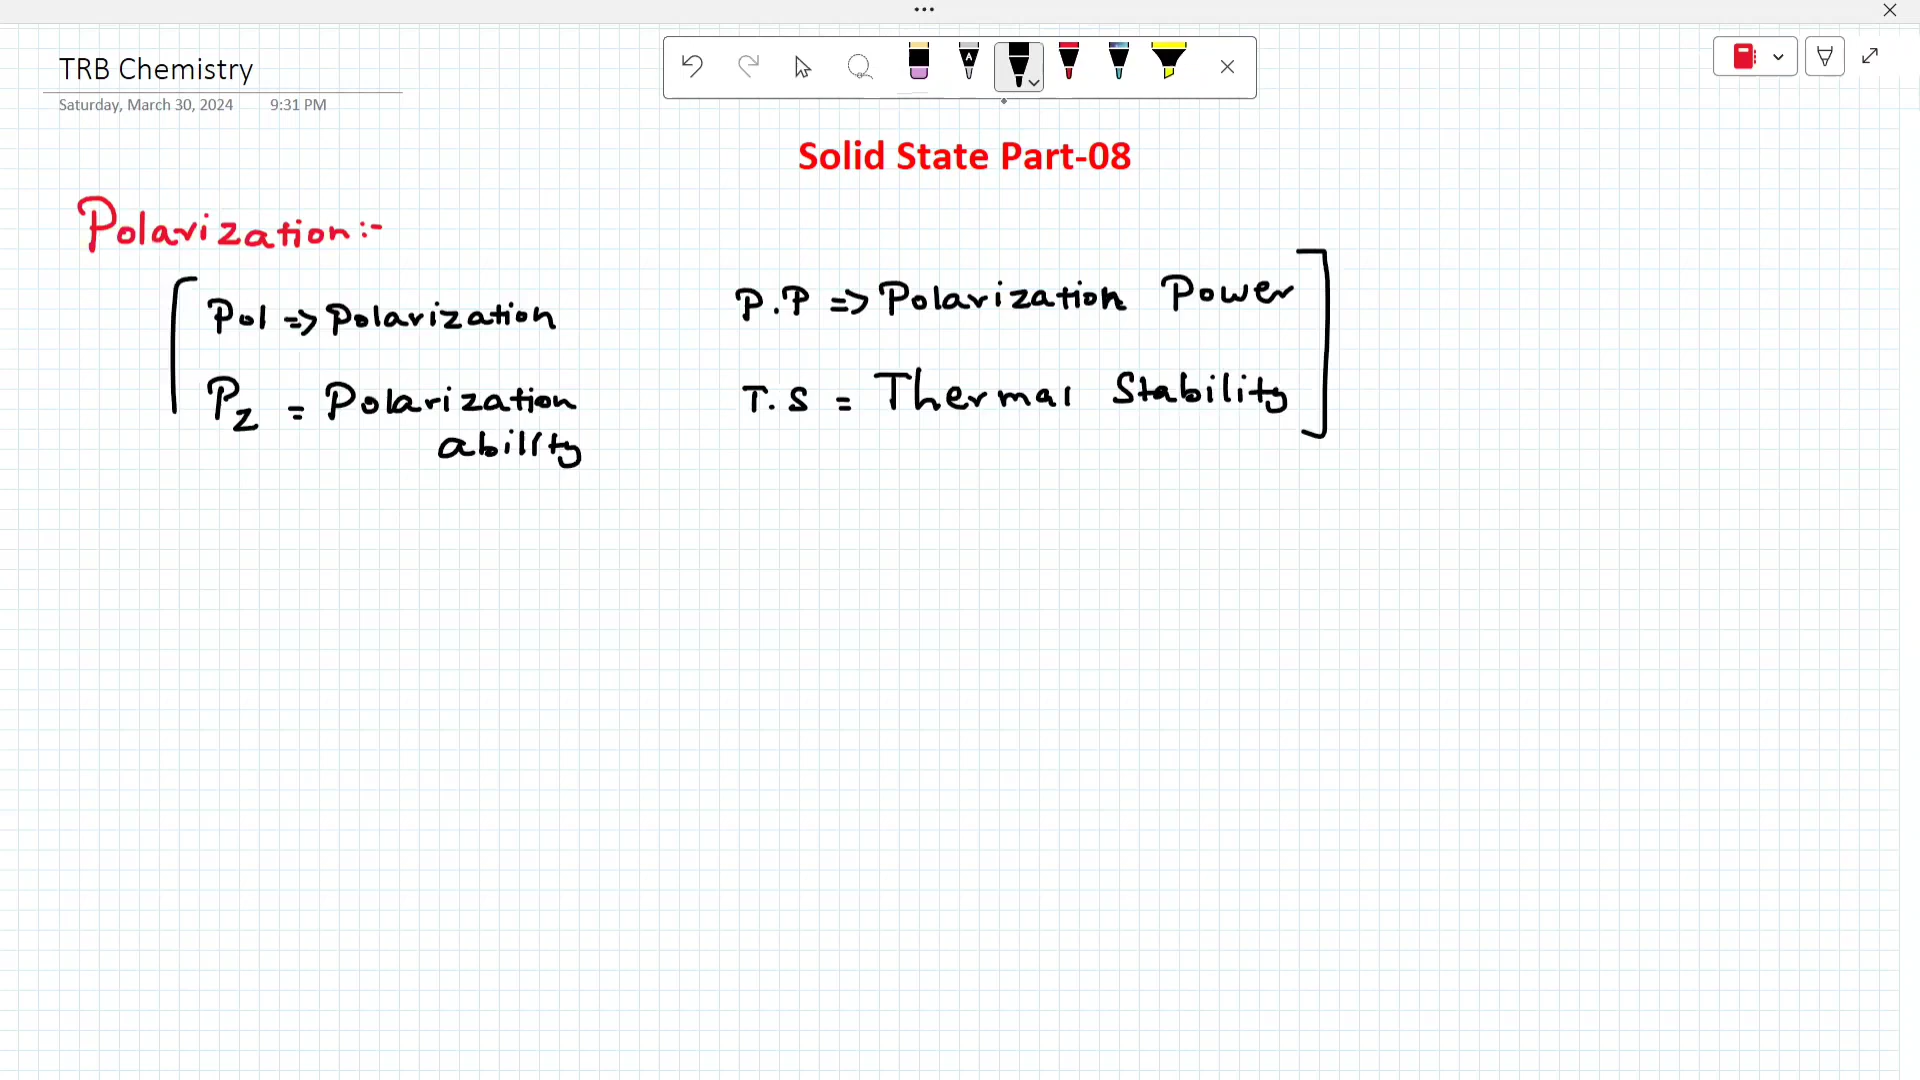 TRB Chemistry
Saturday, March 30, 2024 9:31 PM
Solid State Part-08
Polarization:-
Pol => Polarization
P.P => Polarization Power
Pz = Polarization
ability
T.S = Thermal Stability